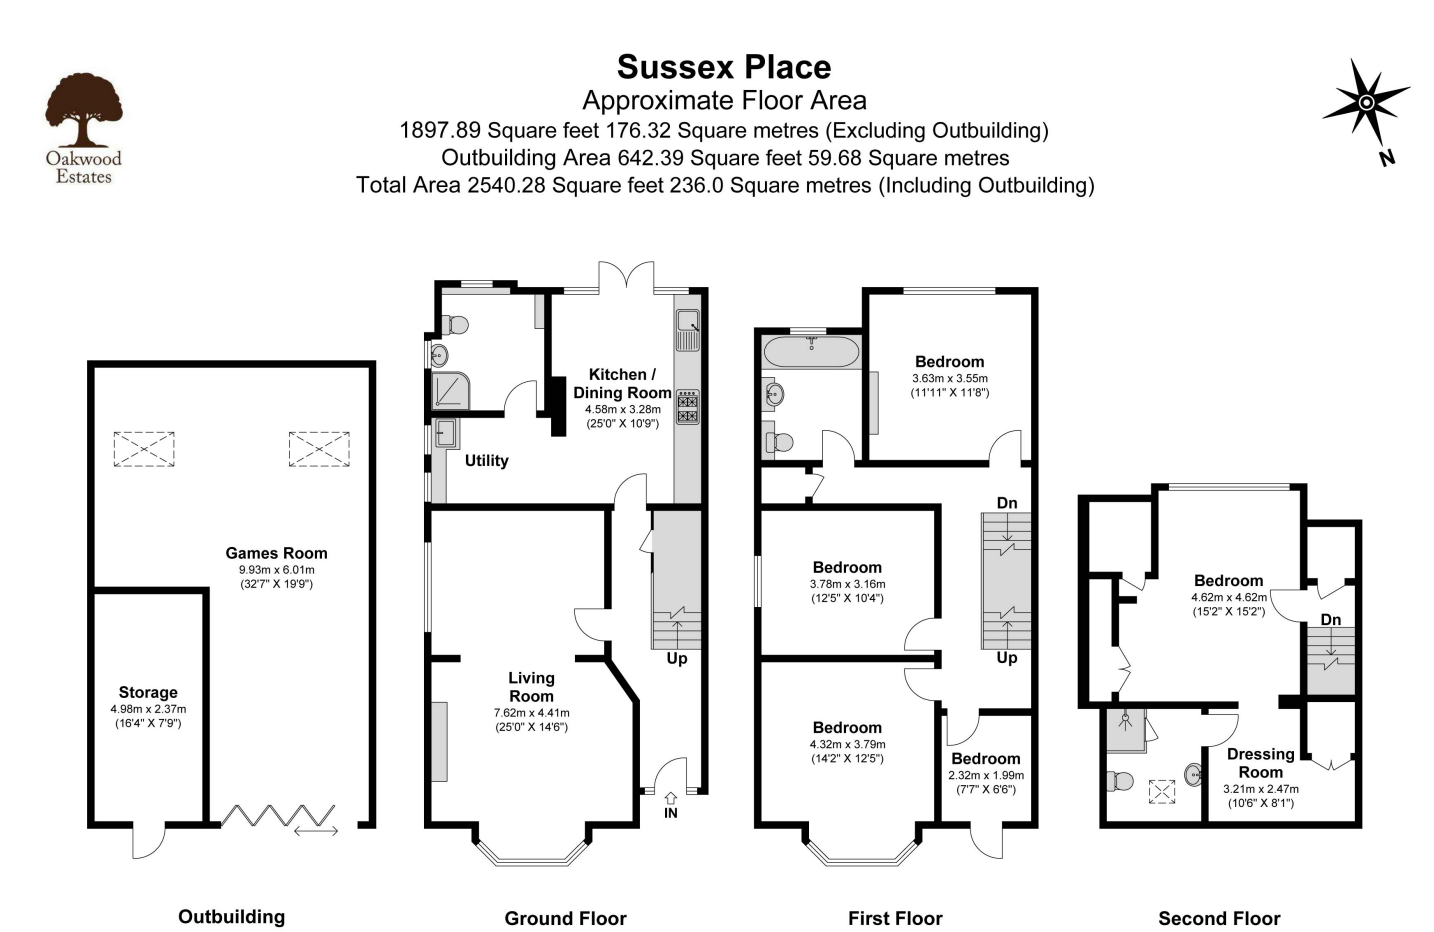 Sussex Place
Approximate Floor Area
1897.89 Square feet 176.32 Square metres (Excluding Outbuilding)
Outbuilding Area 642.39 Square feet 59.68 Square metres
Total Area 2540.28 Square feet 236.0 Square metres (Including Outbuilding)
Oakwood
Estates
N
Games Room
9.93m x 6.01m
(32'7" X 19'9")
Storage
4.98m x 2.37m
(16'4" X 7'9")
Outbuilding
Kitchen /
Dining Room
4.58m x 3.28m
(25'0" X 10'9")
Utility
Up
Living
Room
7.62m x 4.41m
(25'0" X 14'6")
IN
Ground Floor
Bedroom
3.63m x 3.55m
(11'11" X 11'8")
Dn
Bedroom
3.78m x 3.16m
(12'5" X 10'4")
Up
Bedroom
4.32m x 3.79m
(14'2" X 12'5")
Bedroom
2.32m x 1.99m
(7'7" X 6'6")
First Floor
Bedroom
4.62m x 4.62m
(15'2" X 15'2")
Dn
Dressing
Room
3.21m x 2.47m
(10'6" X 8'1")
Second Floor